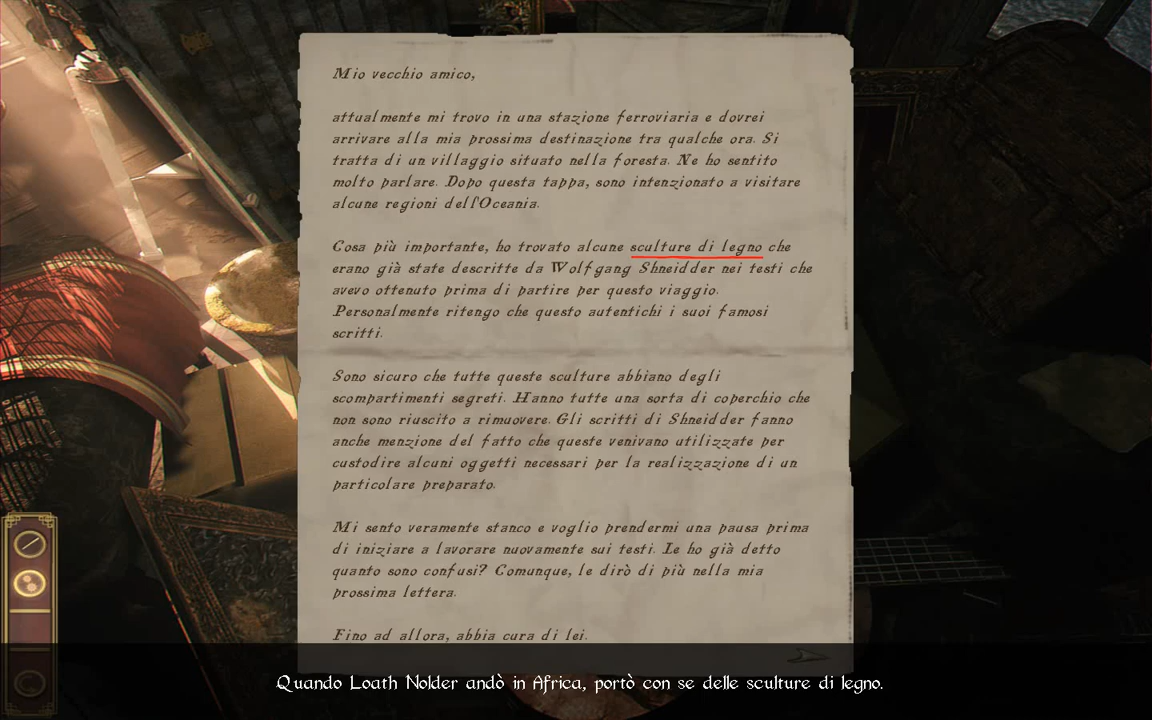 Mio vecchio amico,
attualmente mi trovo in una stazione ferroviaria e dovrei
arrivare alla mia prossima destinazione tra qualche ora. Si
tratta di un villaggio situato nella foresta. Ne ho sentito
molto parlare. Dopo questa tappa, sono intenzionato a visitare
alcune regioni dell'Oceania.
Cosa più importante, ho trovato alcune sculture di legno che
erano già state descritte da Wolfgang Shneidder nei testi che
avevo ottenuto prima di partire per questo viaggio.
Personalmente ritengo che questo autentichi i suoi famosi
scritti.
Sono sicuro che tutte queste sculture abbiano degli
scompartimenti segreti. Hanno tutte una sorta di coperchio che
non sono riuscito a rimuovere. Gli scritti di Shneidder fanno
anche menzione del fatto che queste venivano utilizzate per
custodire alcuni oggetti necessari per la realizzazione di un
particolare preparato.
Mi sento veramente stanco e voglio prendermi una pausa prima
di iniziare a lavorare nuovamente sui testi. Le ho già detto
quanto sono confusi? Comunque, le dirò di più nella mia
prossima lettera.
Fino ad allora, abbia cura di lei.
Quando Loath Nolder andò in Africa, portò con se delle sculture di legno.